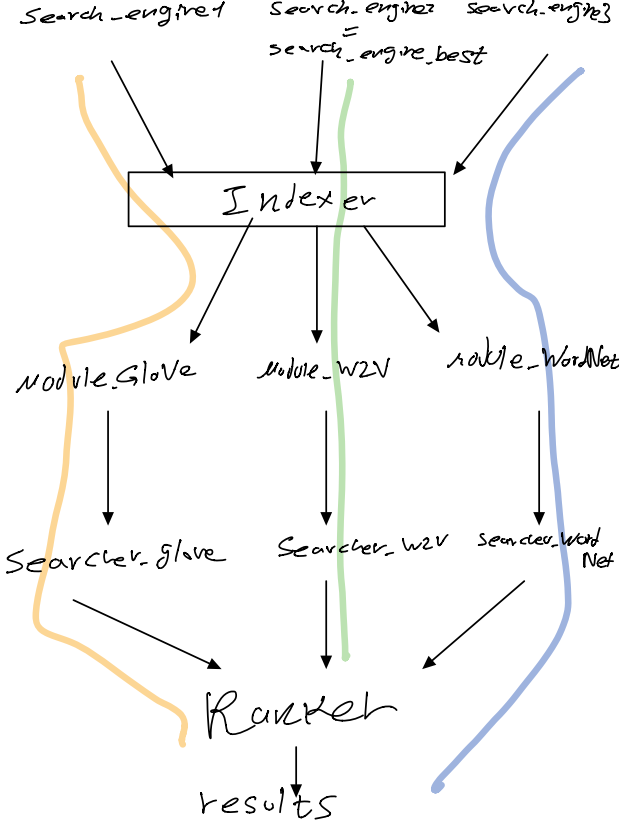 search_engine1
search_engine2
=
search_engine_best
search_engine3
Indexer
Module_GloVe
Module_W2V
Module_WordNet
Searcher_glove
Searcher_W2V
searcher_Word
Net
Ranker
results